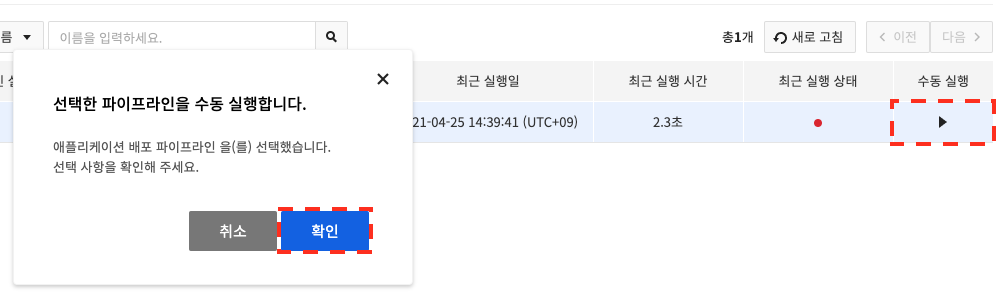 름
이름을 입력하세요.
총1개
새로 고침
이전
다음
최근 실행일
최근 실행 시간
최근 실행 상태
수동 실행
선택한 파이프라인을 수동 실행합니다.
21-04-25 14:39:41 (UTC+09)
2.3초
애플리케이션 배포 파이프라인 을(를) 선택했습니다.
선택 사항을 확인해 주세요.
취소
확인